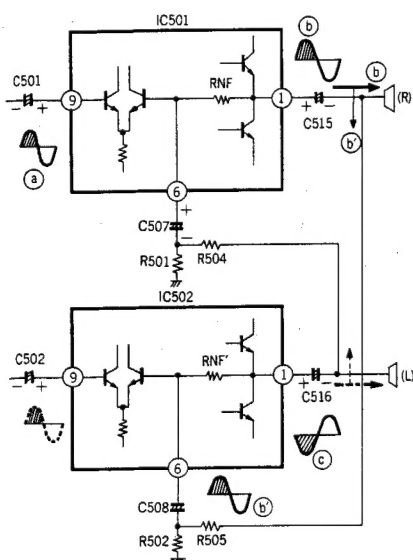 IC501
b
C501
9
RNF
1
b
(R)
+
-
- +
C515
b'
a
6
+
C507
-
R501
R504
IC502
C502
9
RNF'
1
(L)
- +
+
-
C516
6
c
C508
b'
R502
R505